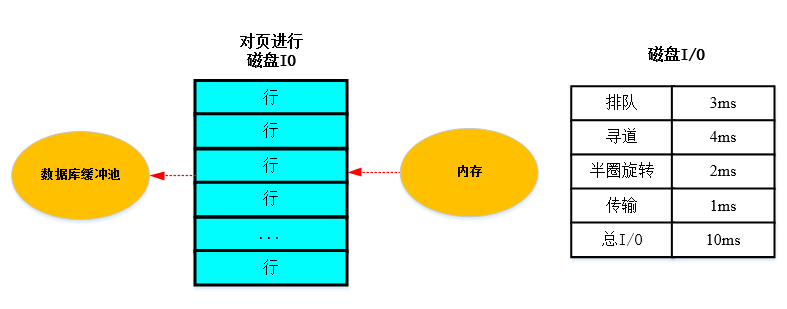 对页进行
磁盘IO
行
行
行
行
...
行
数据库缓冲池
内存
磁盘I/O
排队 3ms
寻道 4ms
半圈旋转 2ms
传输 1ms
总I/O 10ms